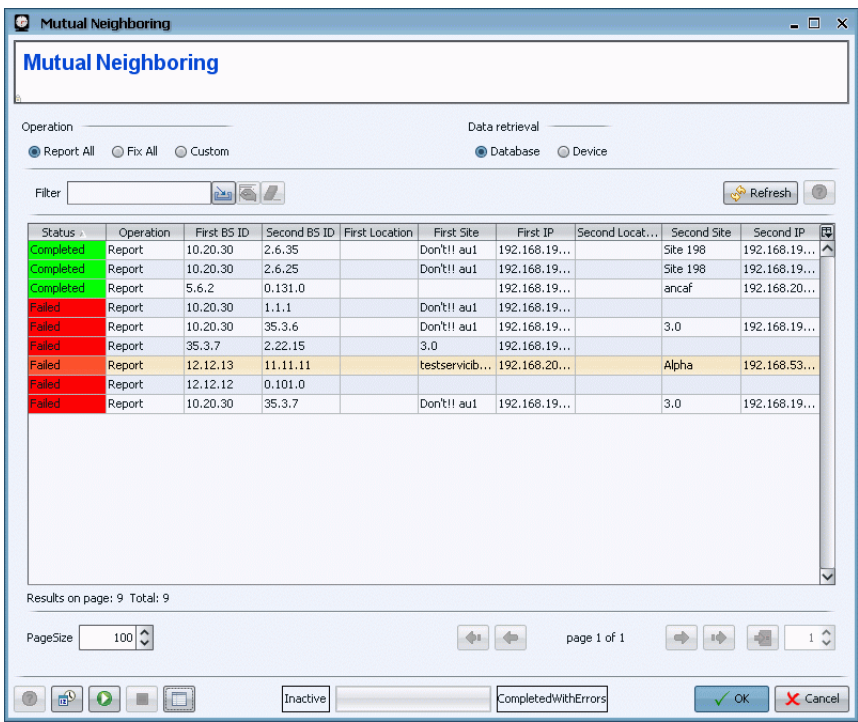 Mutual Neighboring
Mutual Neighboring
Operation
Data retrieval
Report All Fix All Custom Database Device
Filter Refresh
Status Operation First BS ID Second BS ID First Location First Site First IP Second Locat... Second Site Second IP
Completed Report 10.20.30 2.6.35 Don't!! au1 192.168.19... Site 198 192.168.19...
Completed Report 10.20.30 2.6.25 Don't!! au1 192.168.19... Site 198 192.168.19...
Completed Report 5.6.2 0.131.0 192.168.19... ancaf 192.168.20...
Failed Report 10.20.30 1.1.1 Don't!! au1 192.168.19...
Failed Report 10.20.30 35.3.6 Don't!! au1 192.168.19... 3.0 192.168.19...
Failed Report 35.3.7 2.22.15 3.0 192.168.19...
Failed Report 12.12.13 11.11.11 testservicib... 192.168.20... Alpha 192.168.53...
Failed Report 12.12.12 0.101.0
Failed Report 10.20.30 35.3.7 Don't!! au1 192.168.19... 3.0 192.168.19...
Results on page: 9 Total: 9
PageSize 100 page 1 of 1 1
Inactive CompletedWithErrors OK Cancel